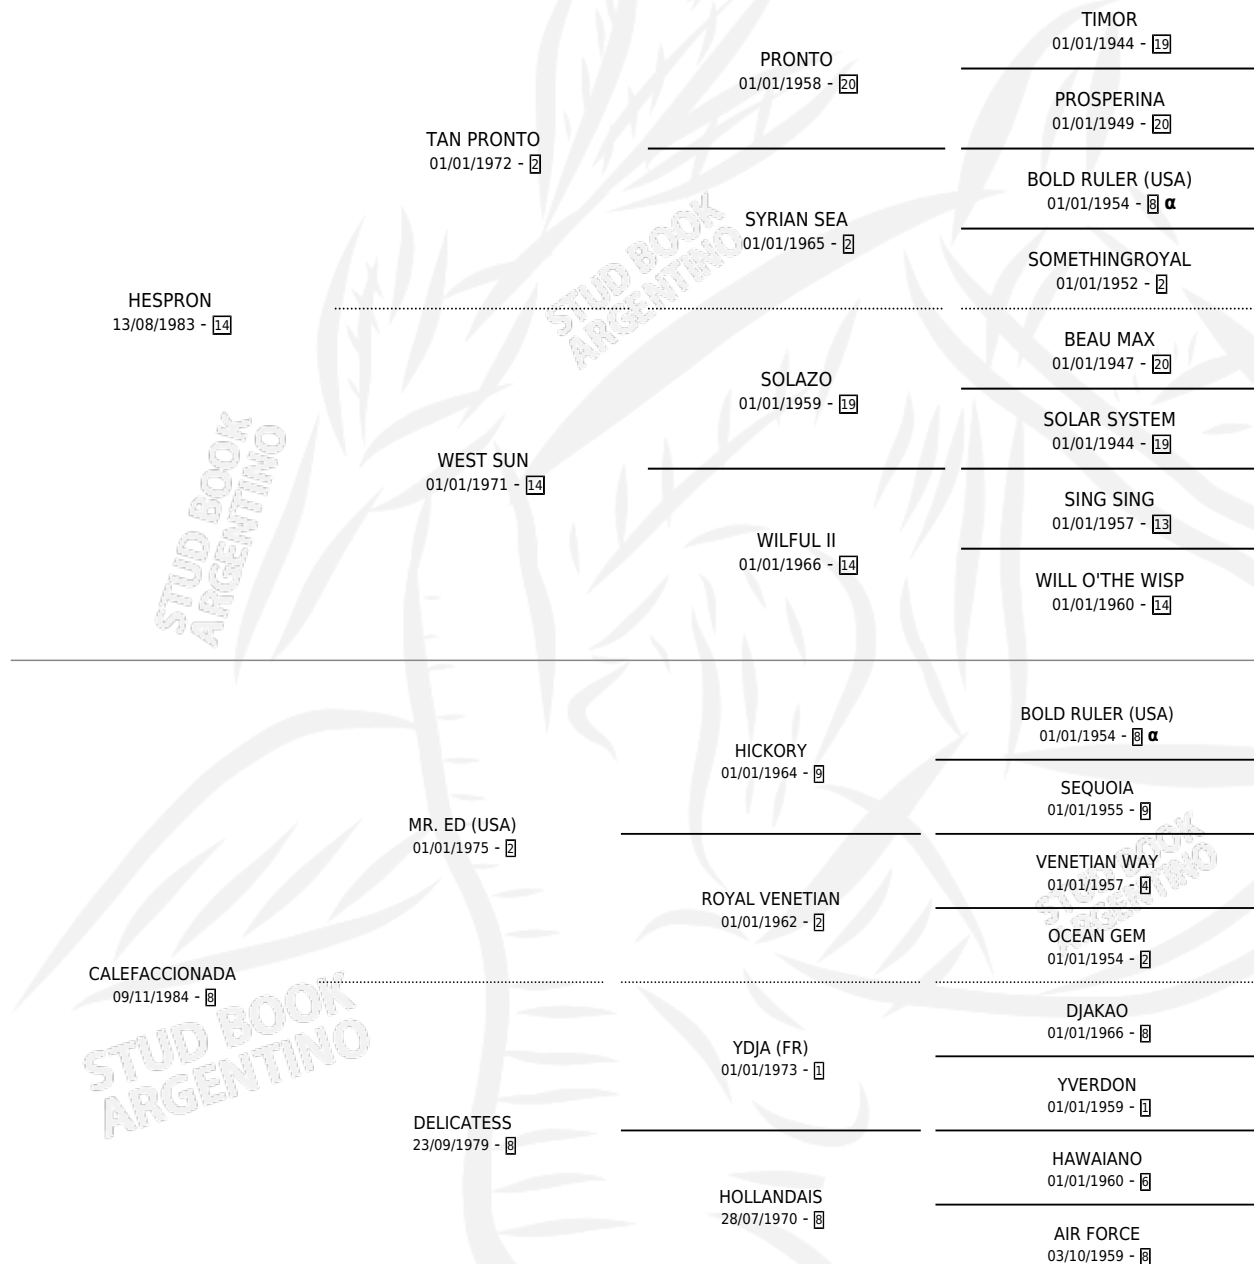 TIMOR
01/01/1944 - 19
PRONTO
01/01/1958 - 20
PROSPERINA
01/01/1949 - 20
TAN PRONTO
01/01/1972 - 2
BOLD RULER (USA)
01/01/1954 - 8 α
SYRIAN SEA
01/01/1965 - 2
SOMETHINGROYAL
01/01/1952 - 2
STUD BOOK
ARGENTINO
HESPRON
13/08/1983 - 14
BEAU MAX
01/01/1947 - 20
SOLAZO
01/01/1959 - 19
SOLAR SYSTEM
01/01/1944 - 19
WEST SUN
01/01/1971 - 14
SING SING
01/01/1957 - 13
WILFUL II
01/01/1966 - 14
WILL O'THE WISP
01/01/1960 - 14
STUD BOOK
ARGENTINO
BOLD RULER (USA)
01/01/1954 - 8 α
HICKORY
01/01/1964 - 9
SEQUOIA
01/01/1955 - 9
MR. ED (USA)
01/01/1975 - 2
VENETIAN WAY
01/01/1957 - 4
ROYAL VENETIAN
01/01/1962 - 2
OCEAN GEM
01/01/1954 - 2
STUD BOOK
ARGENTINO
CALEFACCIONADA
09/11/1984 - 8
DJAKAO
01/01/1966 - 8
YDJA (FR)
01/01/1973 - 1
YVERDON
01/01/1959 - 1
DELICATESS
23/09/1979 - 8
HAWAIANO
01/01/1960 - 6
HOLLANDAIS
28/07/1970 - 8
AIR FORCE
03/10/1959 - 8
STUD BOOK
ARGENTINO